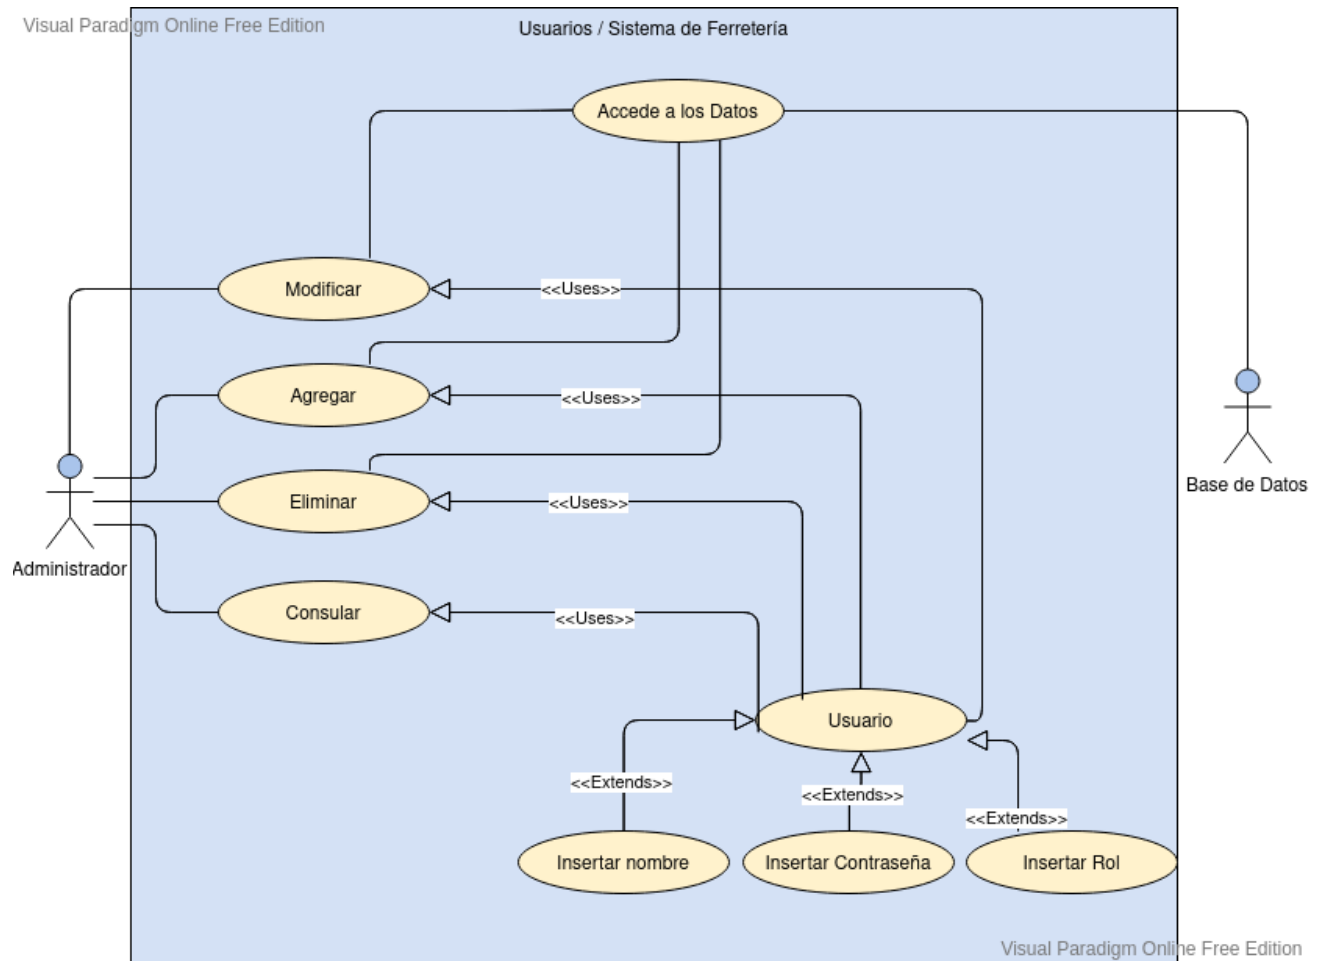 Visual Paradigm Online Free Edition
Usuarios / Sistema de Ferretería
Accede a los Datos
Modificar
<<Uses>>
Agregar
<<Uses>>
Eliminar
<<Uses>>
Consular
<<Uses>>
Administrador
Base de Datos
Usuario
<<Extends>>
<<Extends>>
<<Extends>>
Insertar nombre
Insertar Contraseña
Insertar Rol
Visual Paradigm Online Free Edition